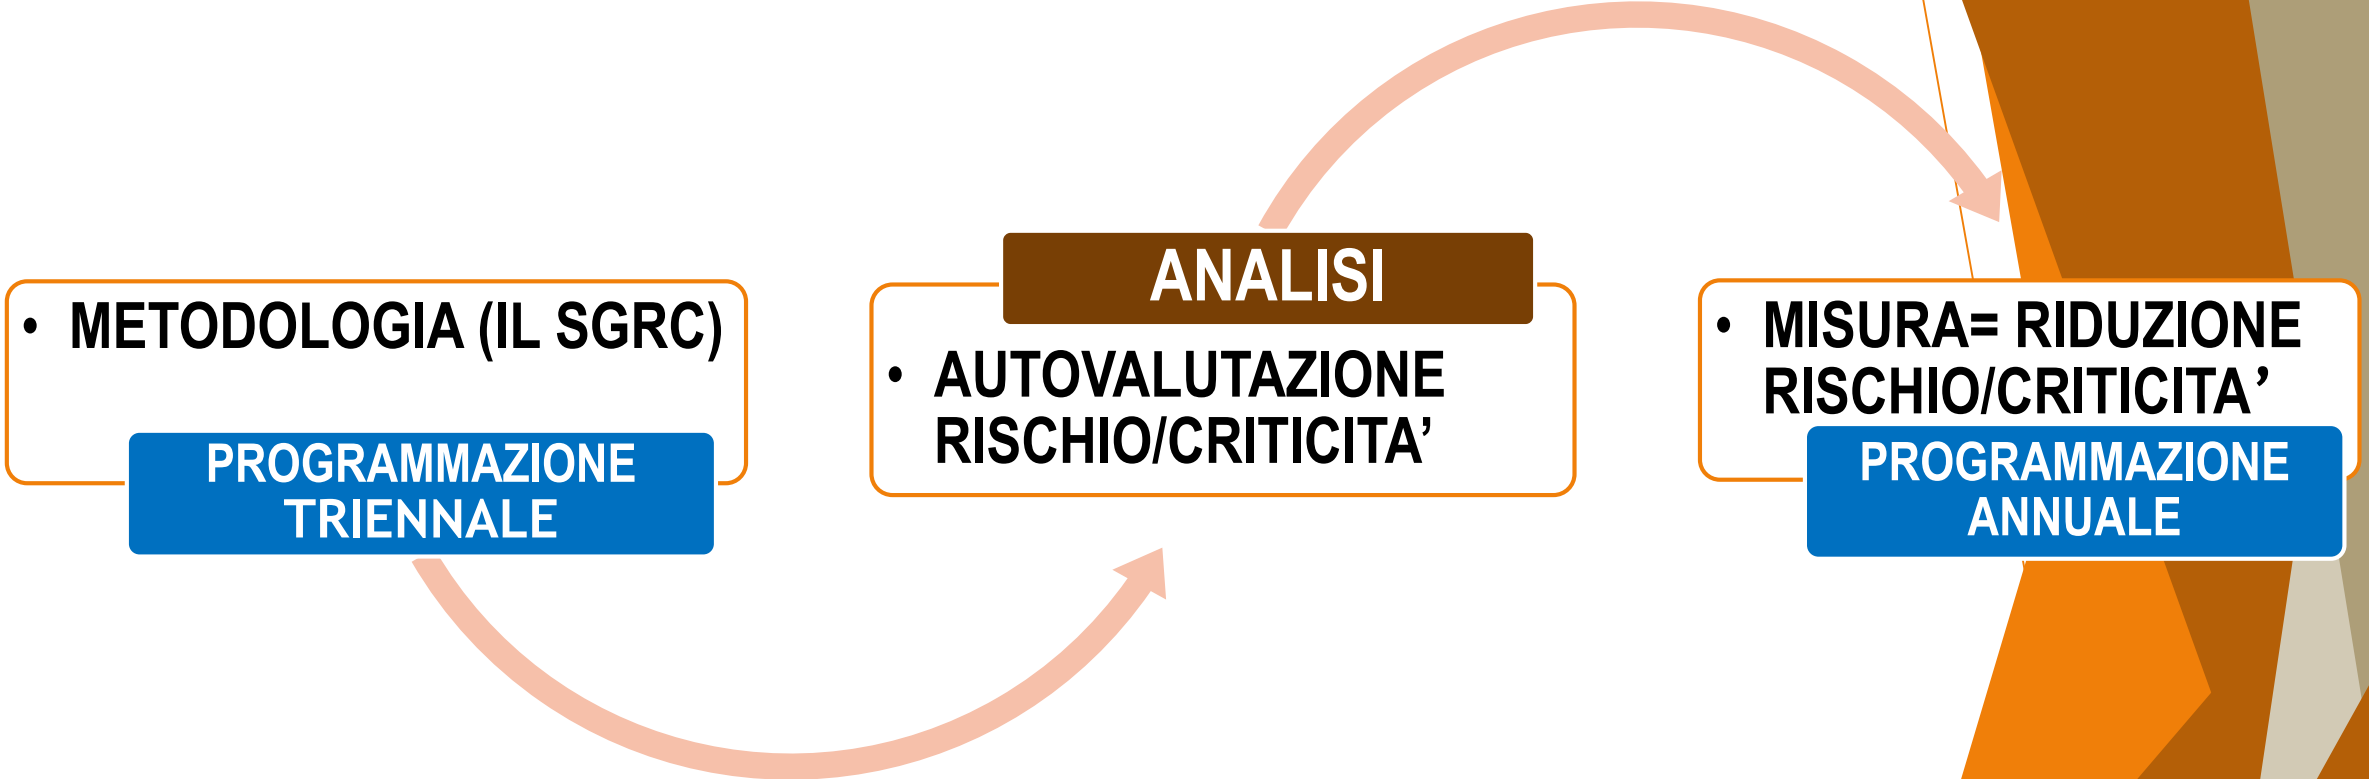 • METODOLOGIA (IL SGRC)
PROGRAMMAZIONE
TRIENNALE
ANALISI
• AUTOVALUTAZIONE
RISCHIO/CRITICITA’
• MISURA= RIDUZIONE
RISCHIO/CRITICITA’
PROGRAMMAZIONE
ANNUALE